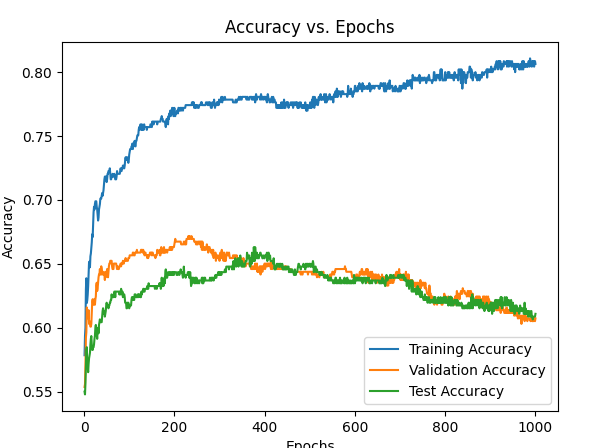 Accuracy vs. Epochs
Accuracy
0.80
0.75
0.70
0.65
0.60
0.55
0
200
400
600
800
1000
Epochs
Training Accuracy
Validation Accuracy
Test Accuracy